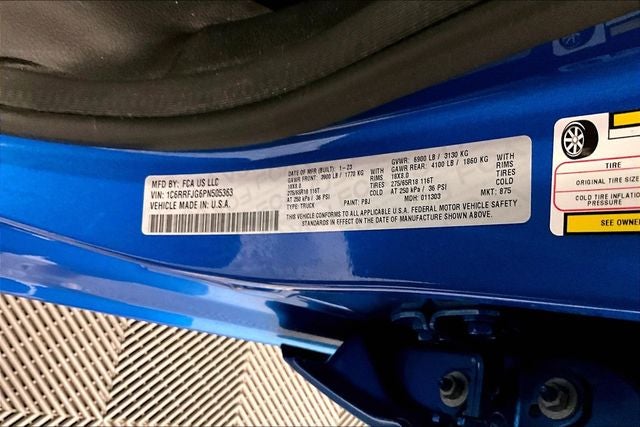 MFD BY: FCA US LLC
VIN: 1C6RRFJG6PN505363
VEHICLE MADE IN: U.S.A.
DATE OF MFR (BUILT): 1-23
GAWR FRONT: 3900 LB / 1770 KG WITH
18X8.0 RIMS
275/65R18 116T TIRES
AT 250 kPa / 36 PSI COLD
TYPE: TRUCK PAINT: PBJ
GVWR: 6900 LB / 3130 KG
GAWR REAR: 4100 LB / 1860 KG WITH
18X8.0 RIMS
275/65R18 116T TIRES
AT 250 kPa / 36 PSI COLD
MDH: 011303 MKT: 875
THIS VEHICLE CONFORMS TO ALL APPLICABLE U.S.A. FEDERAL MOTOR VEHICLE SAFETY
STANDARDS IN EFFECT ON THE DATE OF MANUFACTURE SHOWN ABOVE.
TIRE
ORIGINAL TIRE SIZE
COLD TIRE INFLATIO
PRESSURE
SEE OWNER